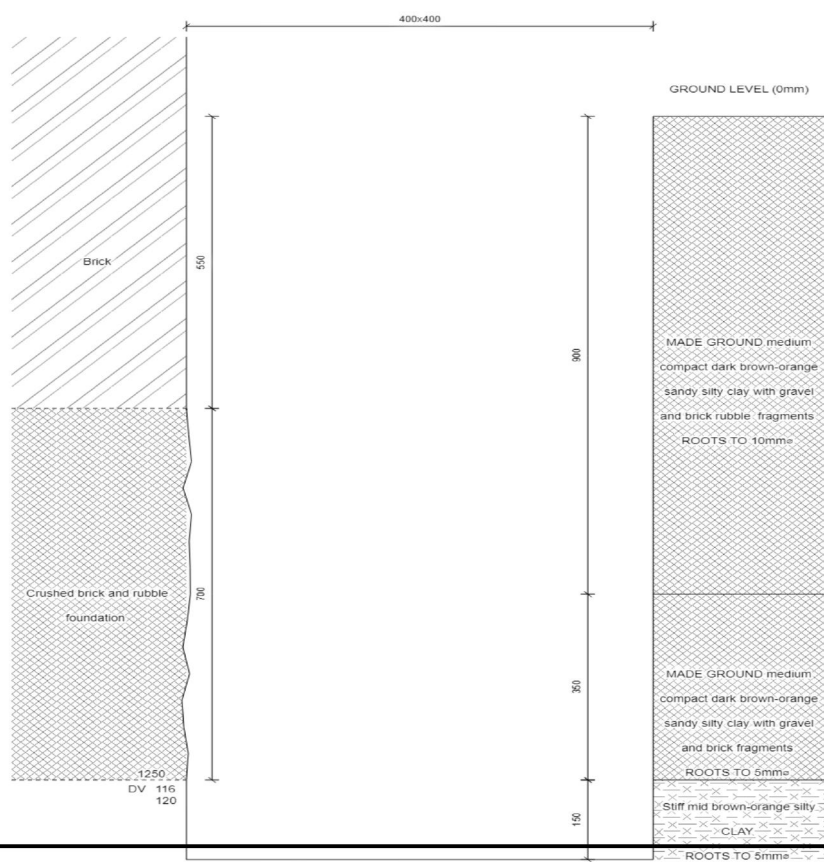 400x400
GROUND LEVEL (0mm)
Brick
550
900
MADE GROUND medium
compact dark brown-orange
sandy silty clay with gravel
and brick rubble fragments
ROOTS TO 10mmø
Crushed brick and rubble
foundation
700
350
MADE GROUND medium
compact dark brown-orange
sandy silty clay with gravel
and brick fragments
ROOTS TO 5mmø
1250
DV 116
120
150
Stiff mid brown-orange silty
CLAY
ROOTS TO 5mmø